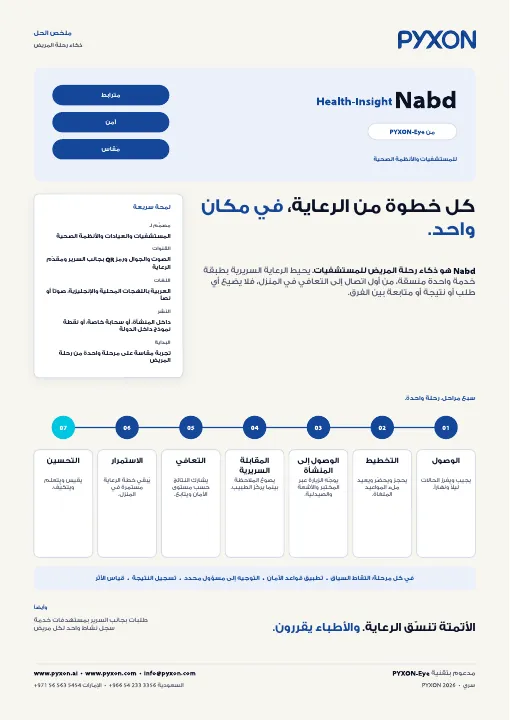 PYXON
ملخص الحل
ذكاء رحلة المريض
Nabd Health-Insight
من PYXON-Eye
للمستشفيات والأنظمة الصحية
مترابط
آمن
مقاس
كل خطوة من الرعاية، في مكان
واحد.
Nabd هو ذكاء رحلة المريض للمستشفيات. يحيط الرعاية السريرية بطبقة
خدمة واحدة منسقة، من أول اتصال إلى التعافي في المنزل، فلا يضيع أي
طلب أو نتيجة أو متابعة بين الفرق.
لمحة سريعة
مصمّم لـ
المستشفيات والعيادات والأنظمة الصحية
القنوات
الصوت والجوال ورمز QR بجانب السرير ومقدّم
الرعاية
اللغات
العربية باللهجات المحلية والإنجليزية، صوتًا أو
نصًا
النشر
داخل المنشأة، أو سحابة خاصة، أو نقطة
نموذج داخل الدولة
البداية
تجربة مقاسة على مرحلة واحدة من رحلة
المريض
سبع مراحل. رحلة واحدة.
01
02
03
04
05
06
07
الوصول
يجيب ويفرز الحالات
ليلًا ونهارًا.
التخطيط
يحجز ويحضر ويعيد
ملء المواعيد
الملغاة.
الوصول إلى
المنشأة
يوجّه الزيارة عبر
المختبر والأشعة
والصيدلية.
المقابلة
السريرية
يصوغ الملاحظة
بينما يركز الطبيب.
التعافي
يشارك النتائج
حسب مستوى
الأمان ويتابع.
الاستمرار
يبقي خطة الرعاية
مستمرة في
المنزل.
التحسين
يقيس ويتعلم
ويتكيّف.
في كل مرحلة: التقاط السياق • تطبيق قواعد الأمان • التوجيه إلى مسؤول محدد • تسجيل النتيجة • قياس الأثر
الأتمتة تنسّق الرعاية. والأطباء يقررون.
وأيضًا
طلبات بجانب السرير بمستهدفات خدمة
سجل نشاط واحد لكل مريض
مدعوم بتقنية PYXON-Eye
سري • PYXON 2026
www.pyxon.ai • www.pyxon.com • info@pyxon.com
السعودية 3356 233 54 966+ • الإمارات 5454 563 56 971+